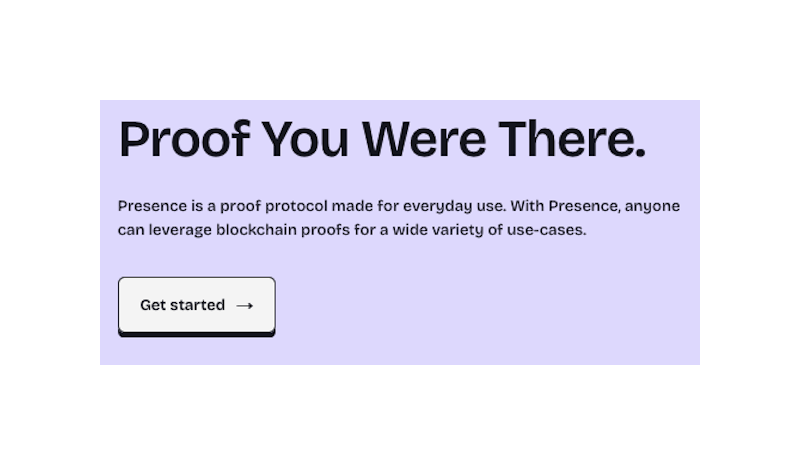 Proof You Were There.
Presence is a proof protocol made for everyday use. With Presence, anyone
can leverage blockchain proofs for a wide variety of use-cases.
Get started →